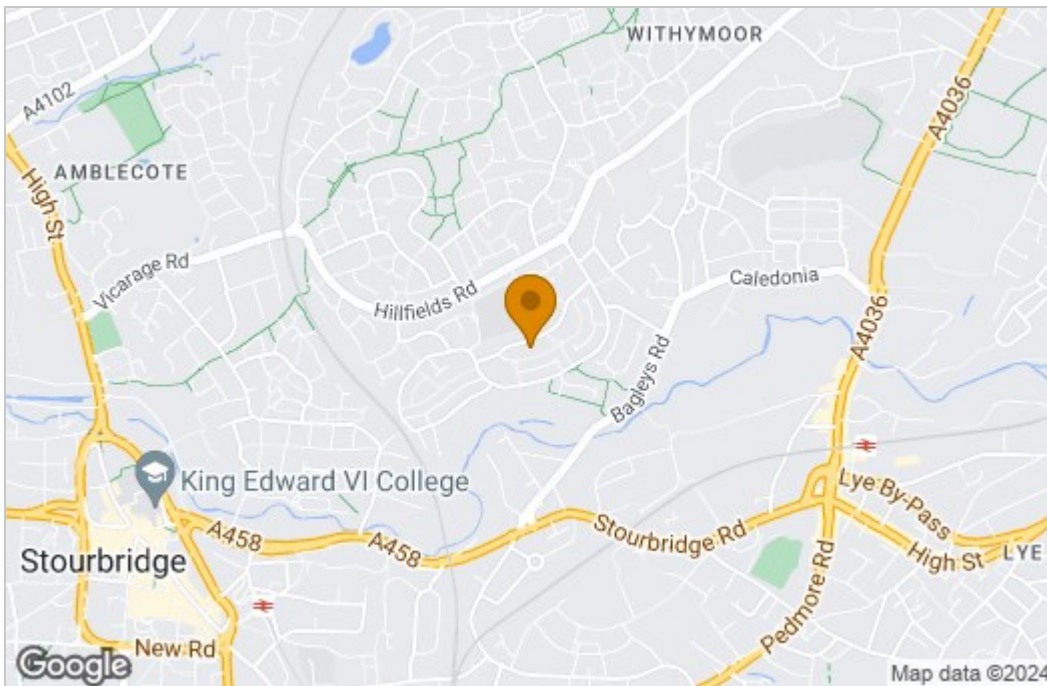 WITHYMOOR
A4102
A4036
AMBLECOTE
High St
Vicarage Rd
Caledonia
Hillfields Rd
A4036
Bagleys Rd
King Edward VI College
Lye By-Pass
A458
A458
Stourbridge Rd
High St
LYE
Stourbridge
Pedmore Rd
New Rd
Google
Map data ©2024